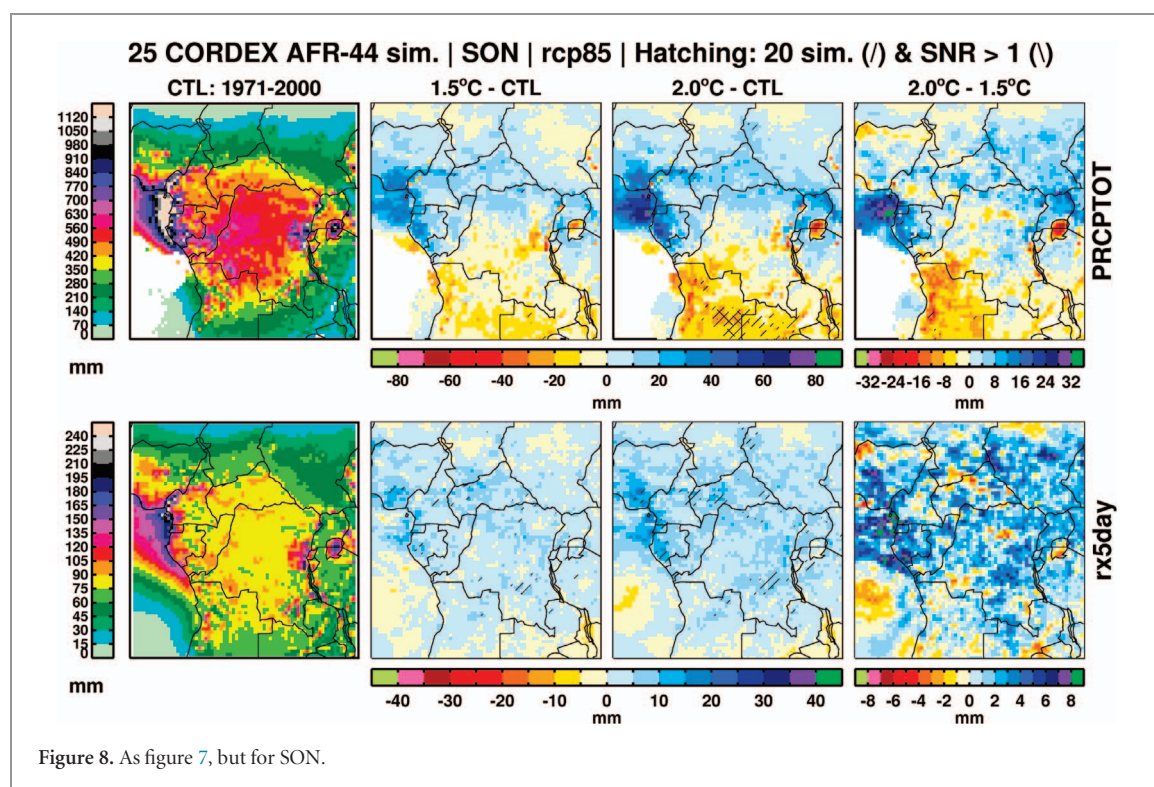 25 CORDEX AFR-44 sim. | SON | rcp85 | Hatching: 20 sim. (/) & SNR > 1 (\)
CTL: 1971-2000 1.5°C - CTL 2.0°C - CTL 2.0°C - 1.5°C
1120
1050
980
910
840
770
700
630
560
490
420
350
280
210
140
70
0
mm
PRCPTOT
-80 -60 -40 -20 0 20 40 60 80
mm
-32 -24 -16 -8 0 8 16 24 32
mm
240
225
210
195
180
165
150
135
120
105
90
75
60
45
30
15
0
mm
rx5day
-40 -30 -20 -10 0 10 20 30 40
mm
-8 -6 -4 -2 0 2 4 6 8
mm
Figure 8. As figure 7, but for SON.